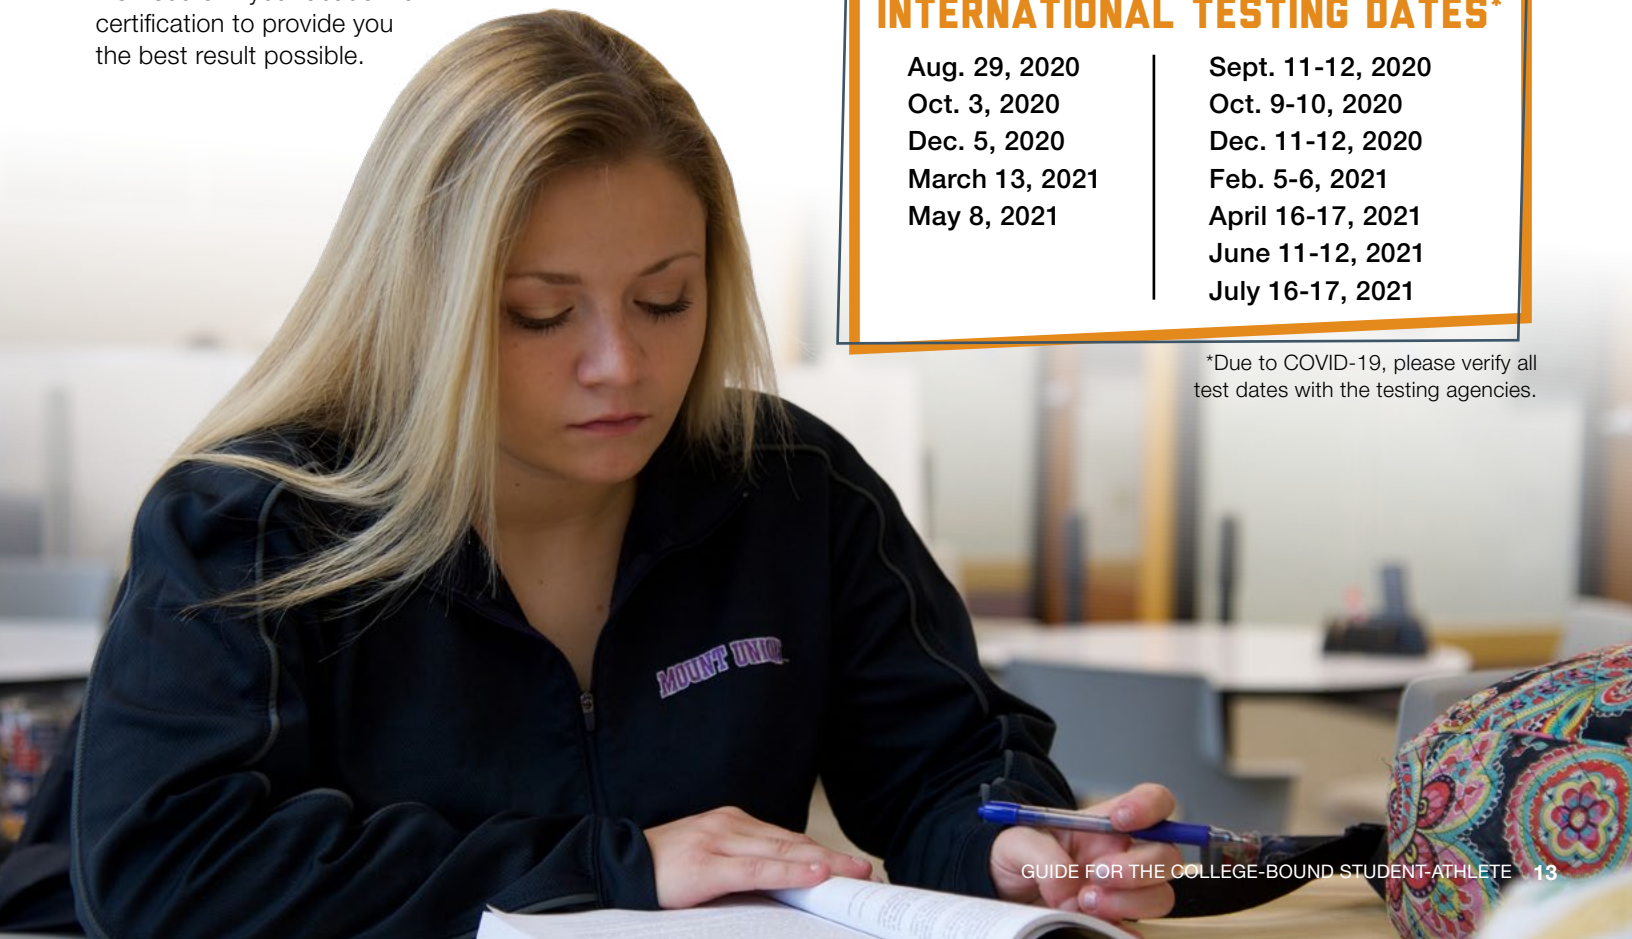 certification to provide you
the best result possible.
INTERNATIONAL TESTING DATES*
Aug. 29, 2020
Oct. 3, 2020
Dec. 5, 2020
March 13, 2021
May 8, 2021
Sept. 11-12, 2020
Oct. 9-10, 2020
Dec. 11-12, 2020
Feb. 5-6, 2021
April 16-17, 2021
June 11-12, 2021
July 16-17, 2021
*Due to COVID-19, please verify all
test dates with the testing agencies.
MOUNT UNION
GUIDE FOR THE COLLEGE-BOUND STUDENT-ATHLETE 13